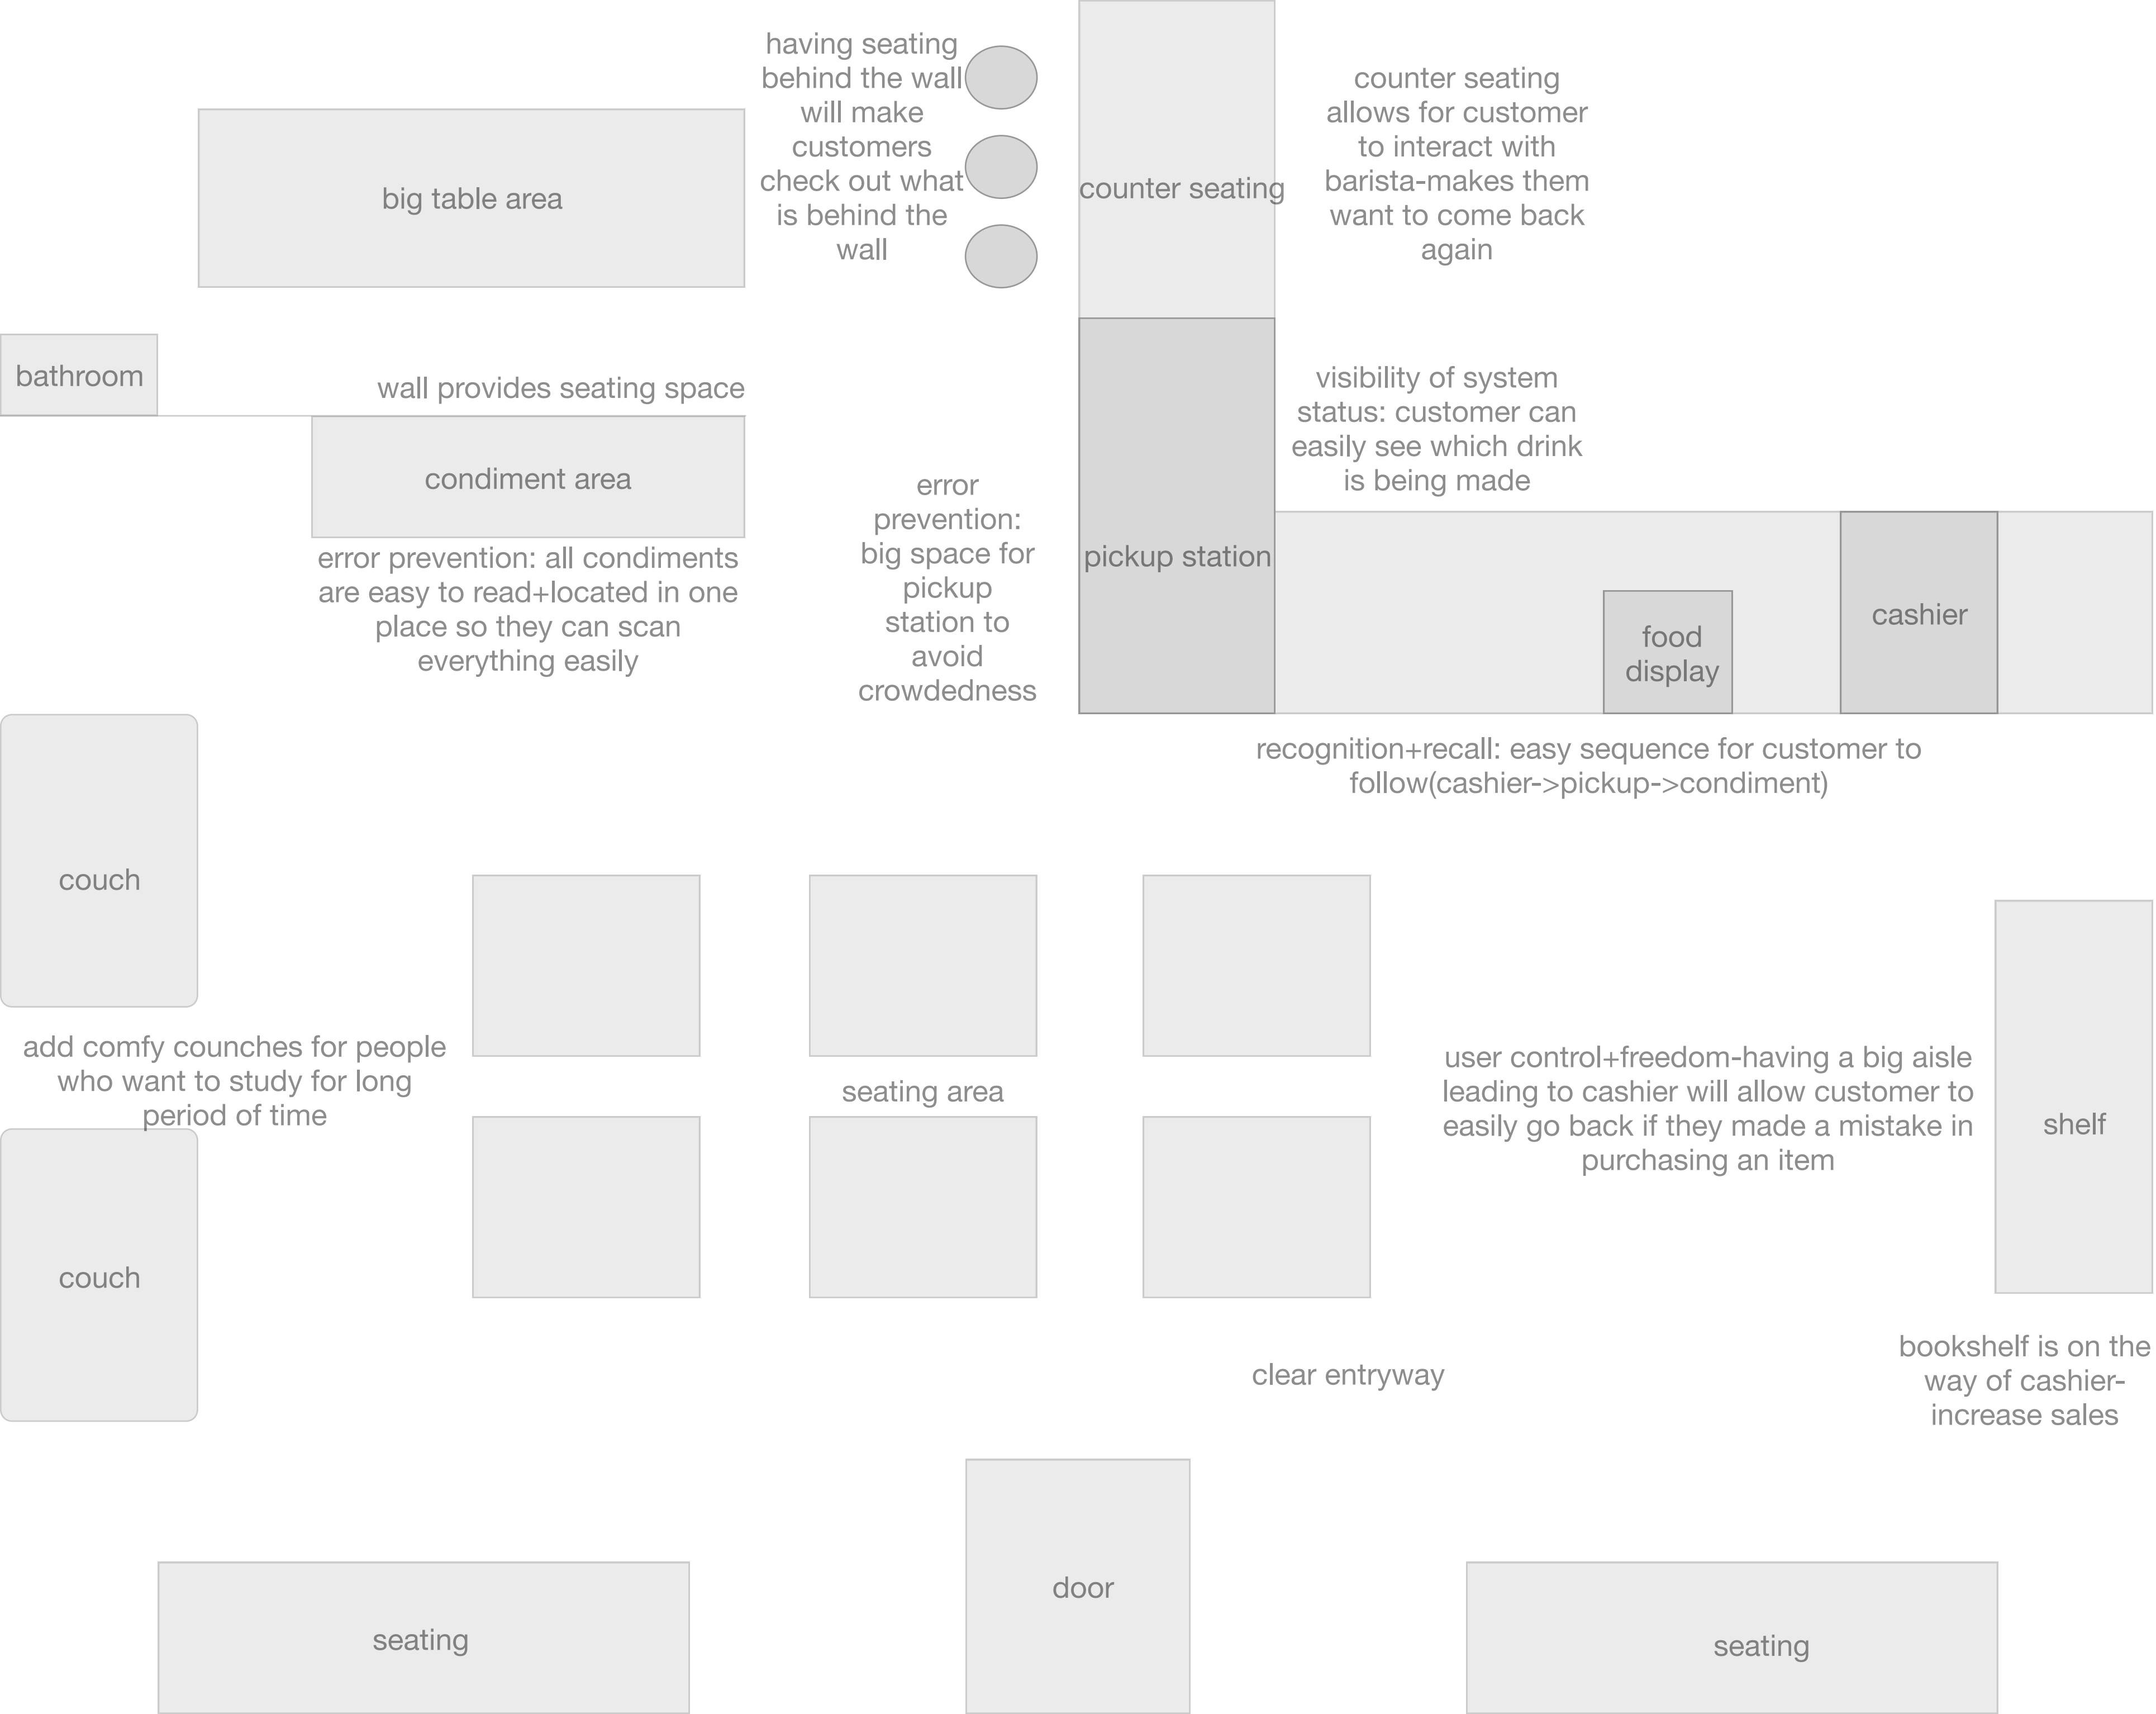 having seating
behind the wall
will make
customers
check out what
is behind the
wall
counter seating
allows for customer
to interact with
barista-makes them
want to come back
again
big table area
counter seating
bathroom
wall provides seating space
visibility of system
status: customer can
easily see which drink
is being made
condiment area
error
prevention:
big space for
pickup
station to
avoid
crowdedness
pickup station
error prevention: all condiments
are easy to read+located in one
place so they can scan
everything easily
food
display
cashier
recognition+recall: easy sequence for customer to
follow(cashier->pickup->condiment)
couch
add comfy counches for people
who want to study for long
period of time
seating area
user control+freedom-having a big aisle
leading to cashier will allow customer to
easily go back if they made a mistake in
purchasing an item
shelf
couch
clear entryway
bookshelf is on the
way of cashier-
increase sales
door
seating
seating